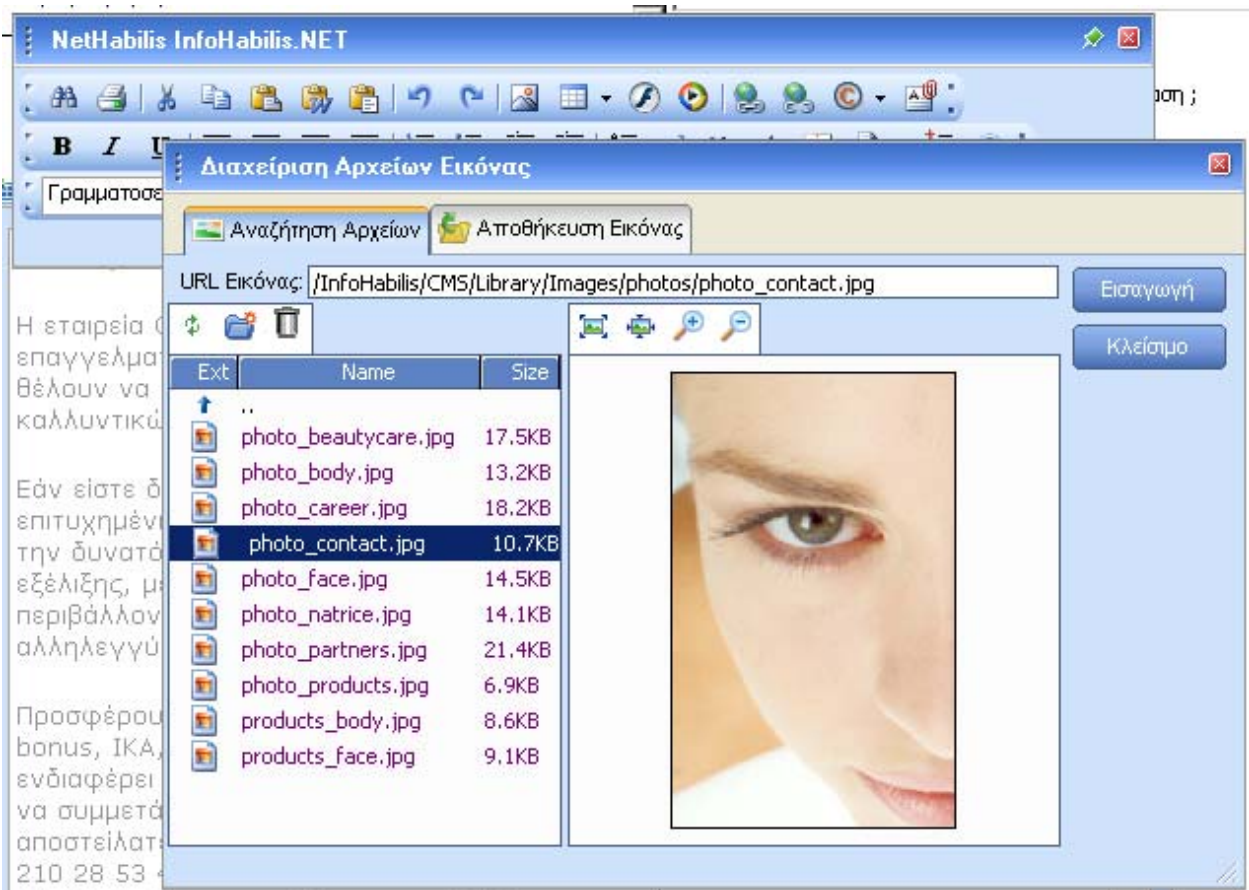 NetHabilis InfoHabilis.NET
αση ;
B I U
Γραμματοσε
Διαχείριση Αρχείων Εικόνας
Αναζήτηση Αρχείων Αποθήκευση Εικόνας
URL Εικόνας: /InfoHabilis/CMS/Library/Images/photos/photo_contact.jpg
Εισαγωγή
Κλείσιμο
Ext Name Size
..
photo_beautycare.jpg 17.5KB
photo_body.jpg 13.2KB
photo_career.jpg 18.2KB
photo_contact.jpg 10.7KB
photo_face.jpg 14.5KB
photo_natrice.jpg 14.1KB
photo_partners.jpg 21.4KB
photo_products.jpg 6.9KB
products_body.jpg 8.6KB
products_face.jpg 9.1KB
Η εταιρεία
επαγγελματ
θέλουν να
καλλυντικώ
Εάν είστε δ
επιτυχημέν
την δυνατό
εξέλιξης, με
περιβάλλον
αλληλεγγύ
Προσφέρου
bonus, ΙΚΑ,
ενδιαφέρει
να συμμετά
αποστείλατ
210 28 53